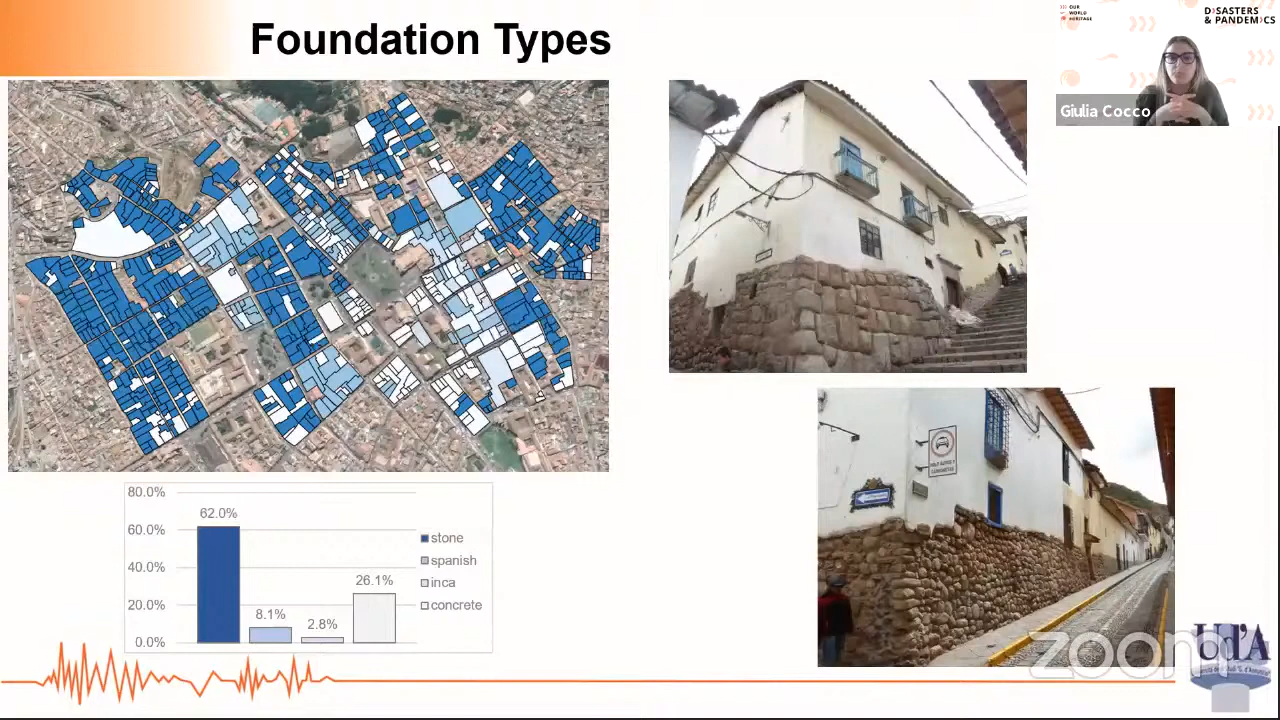 Foundation Types
OUR
WORLD
HERITAGE
DISASTERS
& PANDEMICS
Giulia Cocco
80.0%
60.0%
40.0%
20.0%
0.0%
62.0%
8.1%
2.8%
26.1%
stone
spanish
inca
concrete
zoom
Ud'A